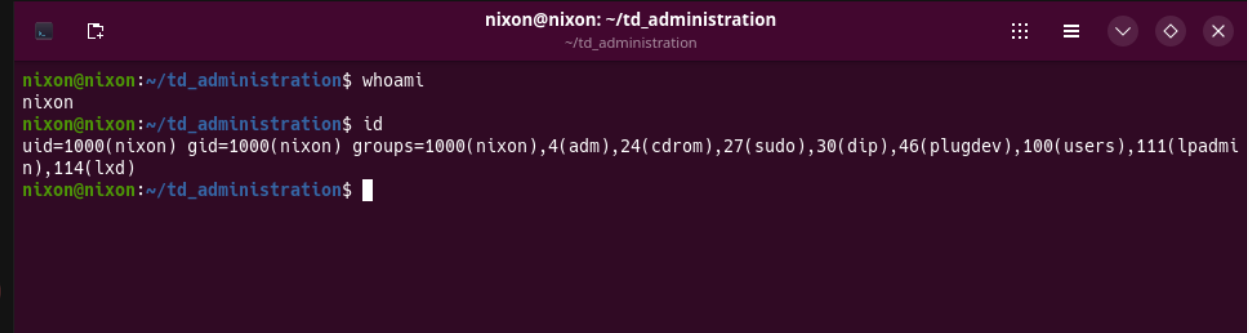 nixon@nixon: ~/td_administration
~/td_administration
nixon@nixon:~/td_administration$ whoami
nixon
nixon@nixon:~/td_administration$ id
uid=1000(nixon) gid=1000(nixon) groups=1000(nixon),4(adm),24(cdrom),27(sudo),30(dip),46(plugdev),100(users),111(lpadmi
n),114(lxd)
nixon@nixon:~/td_administration$